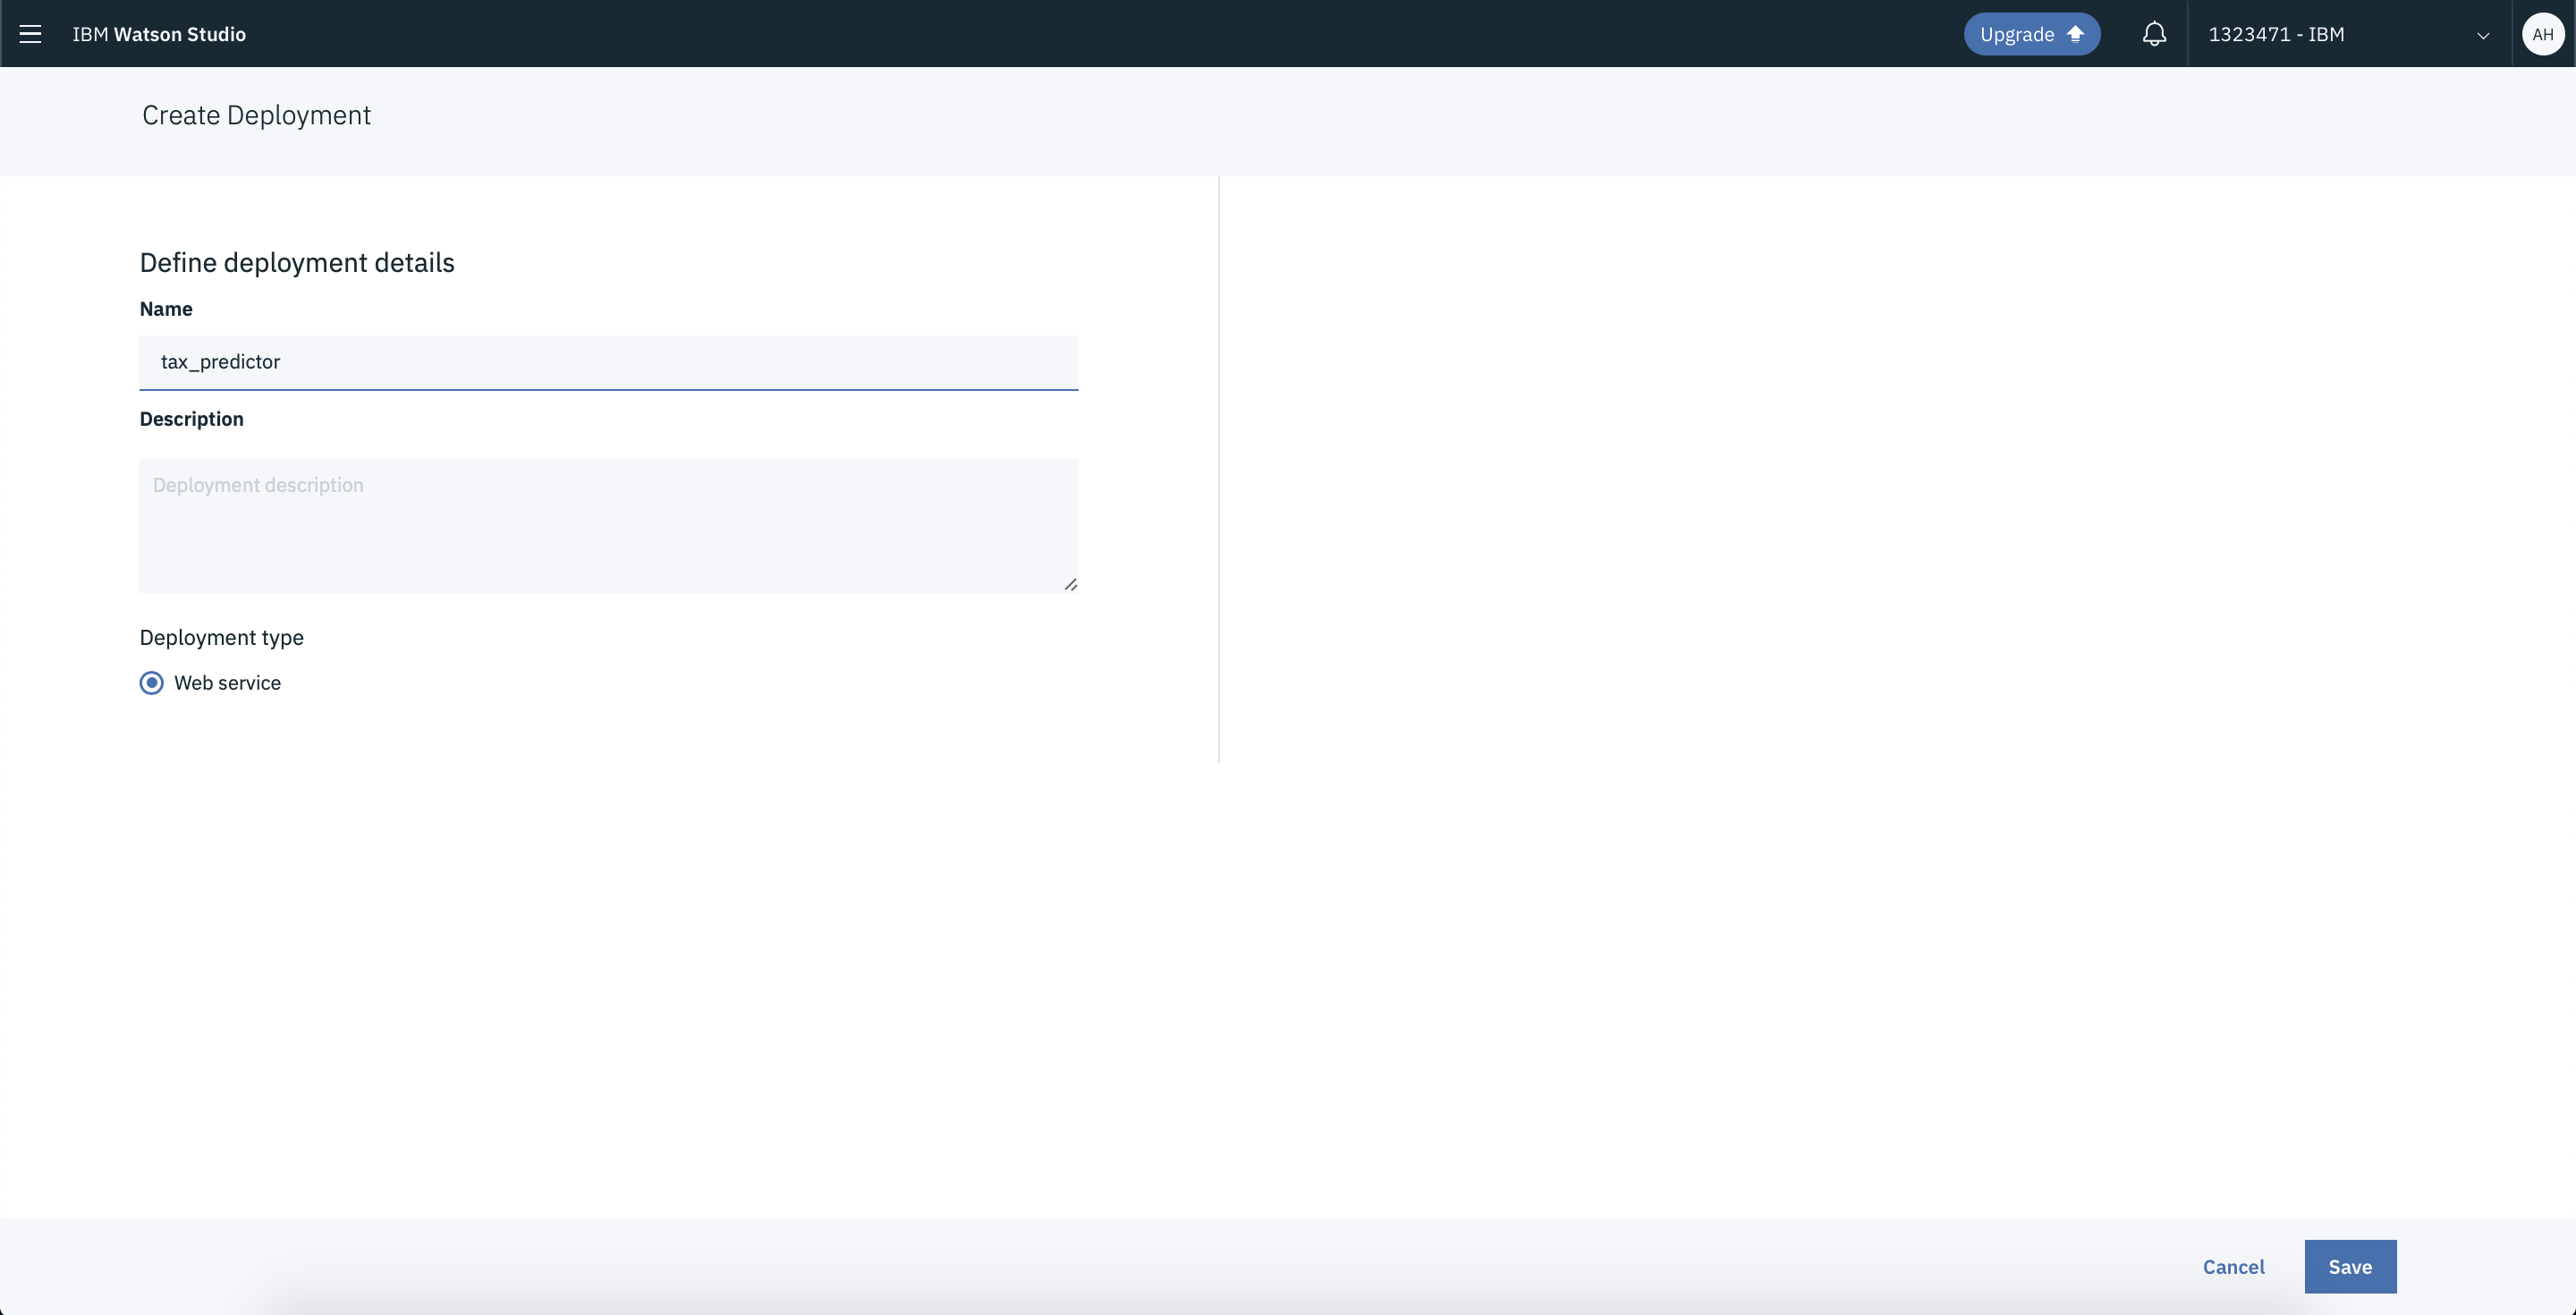 IBM Watson Studio
Upgrade
1323471 - IBM
AH
Create Deployment
Define deployment details
Name
tax_predictor
Description
Deployment description
Deployment type
Web service
Cancel
Save